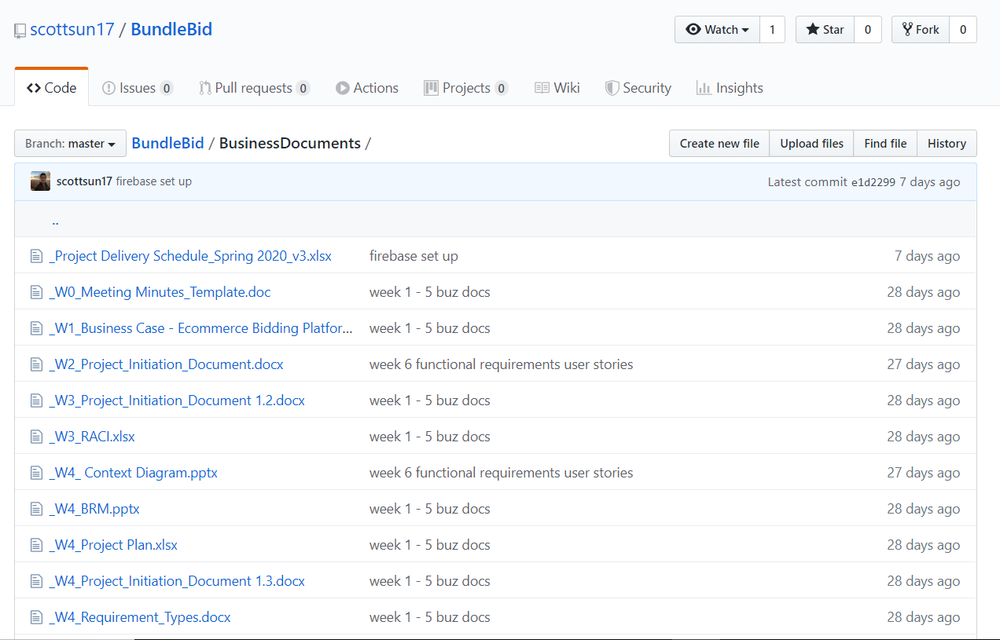 scottsun17 / BundleBid Watch 1 Star 0 Fork 0
Code Issues 0 Pull requests 0 Actions Projects 0 Wiki Security Insights
Branch: master BundleBid / BusinessDocuments / Create new file Upload files Find file History
scottsun17 firebase set up Latest commit e1d2299 7 days ago
..
_Project Delivery Schedule_Spring 2020_v3.xlsx firebase set up 7 days ago
_W0_Meeting Minutes_Template.doc week 1 - 5 buz docs 28 days ago
_W1_Business Case - Ecommerce Bidding Platfor... week 1 - 5 buz docs 28 days ago
_W2_Project_Initiation_Document.docx week 6 functional requirements user stories 27 days ago
_W3_Project_Initiation_Document 1.2.docx week 1 - 5 buz docs 28 days ago
_W3_RACI.xlsx week 1 - 5 buz docs 28 days ago
_W4_ Context Diagram.pptx week 6 functional requirements user stories 27 days ago
_W4_BRM.pptx week 1 - 5 buz docs 28 days ago
_W4_Project Plan.xlsx week 1 - 5 buz docs 28 days ago
_W4_Project_Initiation_Document 1.3.docx week 1 - 5 buz docs 28 days ago
_W4_Requirement_Types.docx week 1 - 5 buz docs 28 days ago